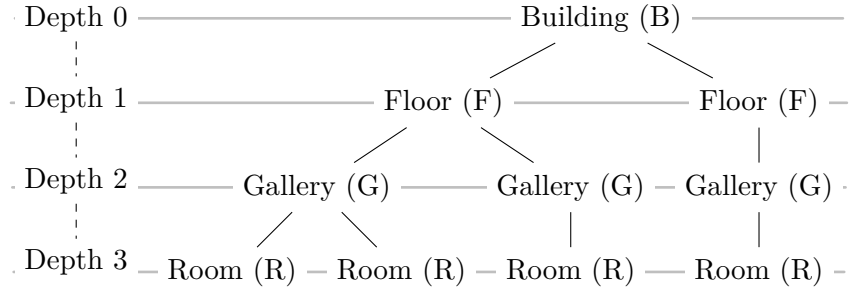 Depth 0 Building (B)
Depth 1 Floor (F) Floor (F)
Depth 2 Gallery (G) Gallery (G) Gallery (G)
Depth 3 Room (R) Room (R) Room (R) Room (R)